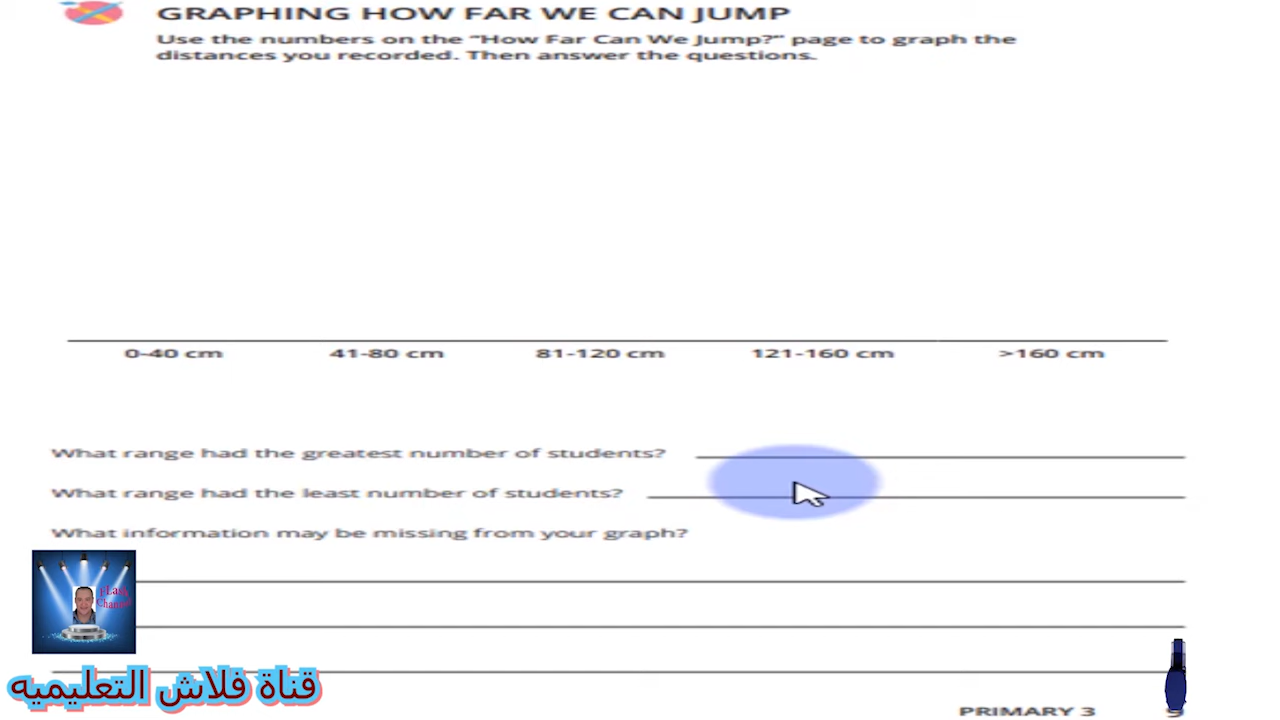 GRAPHING HOW FAR WE CAN JUMP
Use the numbers on the “How Far Can We Jump?” page to graph the
distances you recorded. Then answer the questions.
0-40 cm 41-80 cm 81-120 cm 121-160 cm >160 cm
What range had the greatest number of students?
What range had the least number of students?
What information may be missing from your graph?
Flash
Channel
قناة فلاش التعليميه
PRIMARY 3